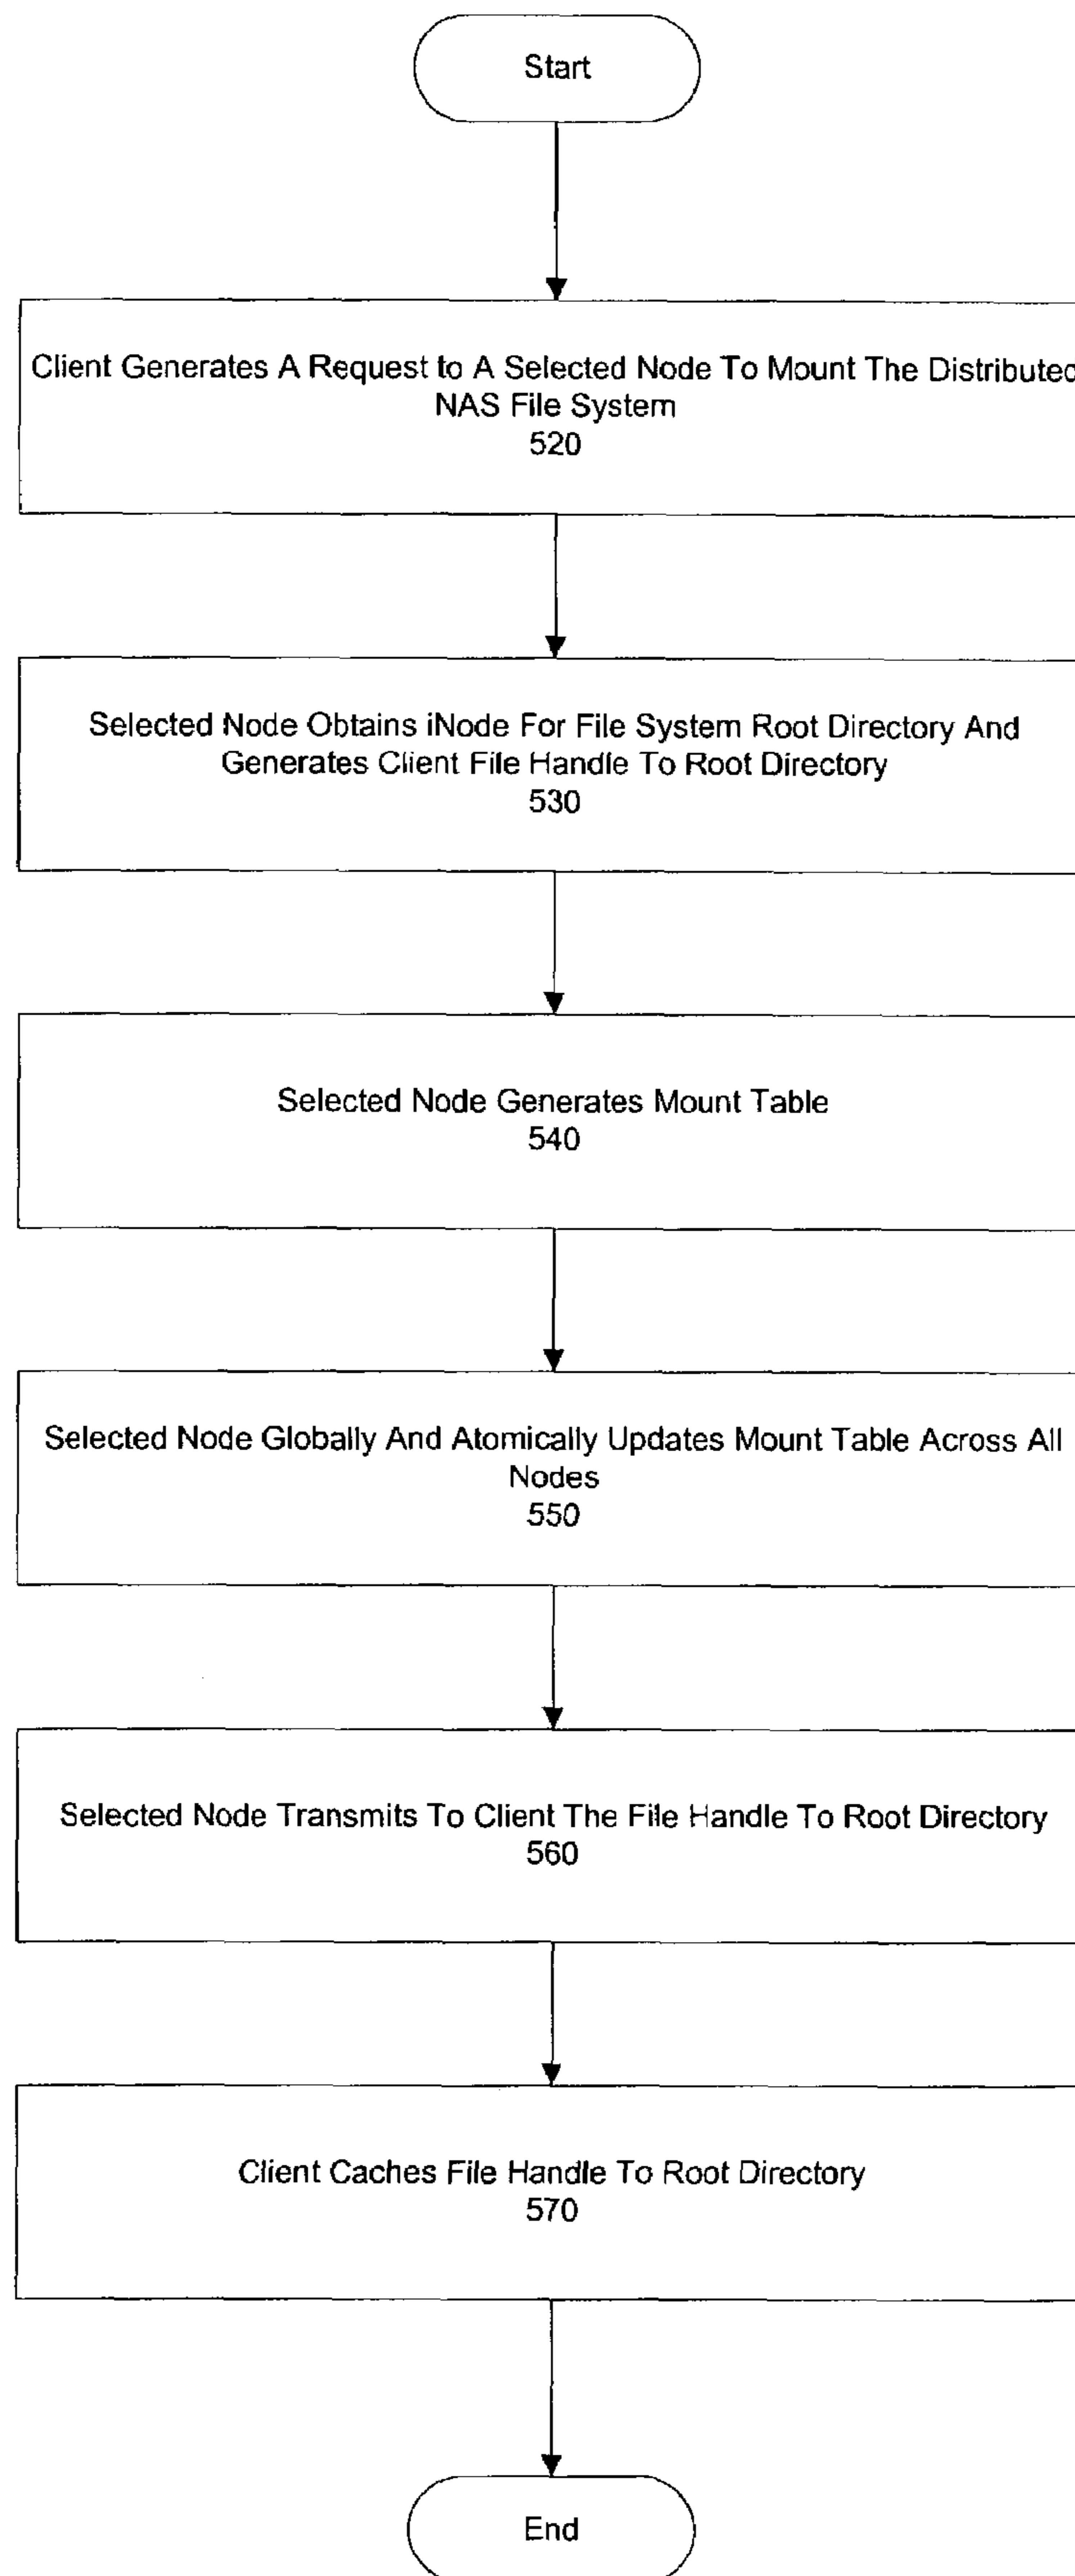 Start
Client Generates A Request to A Selected Node To Mount The Distributed
NAS File System
520
Selected Node Obtains iNode For File System Root Directory And
Generates Client File Handle To Root Directory
530
Selected Node Generates Mount Table
540
Selected Node Globally And Atomically Updates Mount Table Across All
Nodes
550
Selected Node Transmits To Client The File Handle To Root Directory
560
Client Caches File Handle To Root Directory
570
End